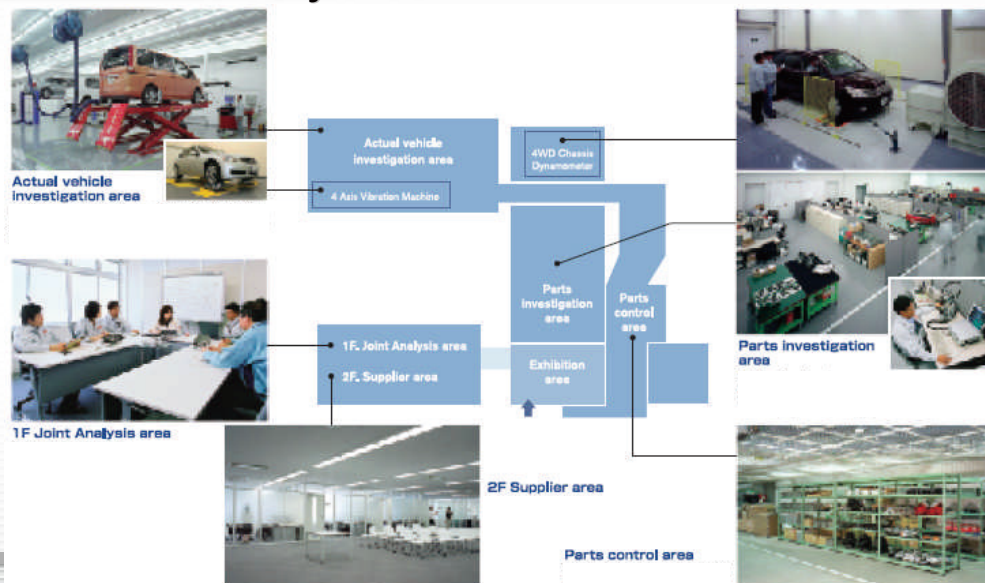 Actual vehicle
investigation area
4 Axis Vibration Machine
4WD Chassis
Dynamometer
Actual vehicle
investigation area
Parts
investigation
area
Parts
control
area
1F. Joint Analysis area
2F. Supplier area
Exhibition
area
Parts investigation
area
1F Joint Analysis area
2F Supplier area
Parts control area